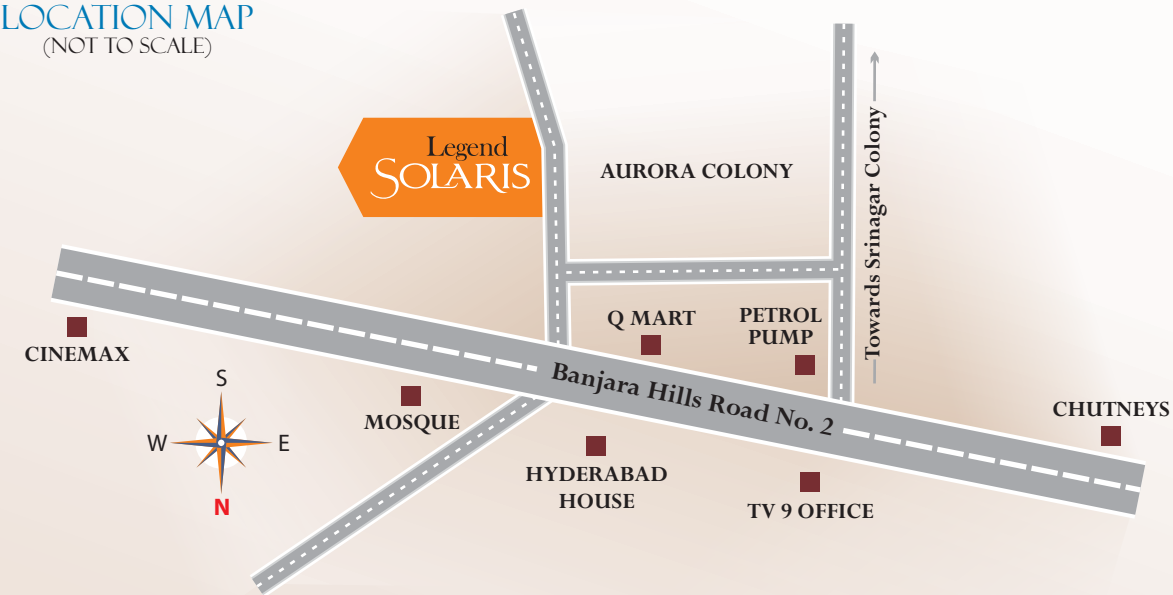 LOCATION MAP
(NOT TO SCALE)
Legend
SOLARIS
AURORA COLONY
Towards Srinagar Colony
Q MART
PETROL
PUMP
CINEMAX
Banjara Hills Road No. 2
S
W
E
N
MOSQUE
CHUTNEYS
HYDERABAD
HOUSE
TV 9 OFFICE